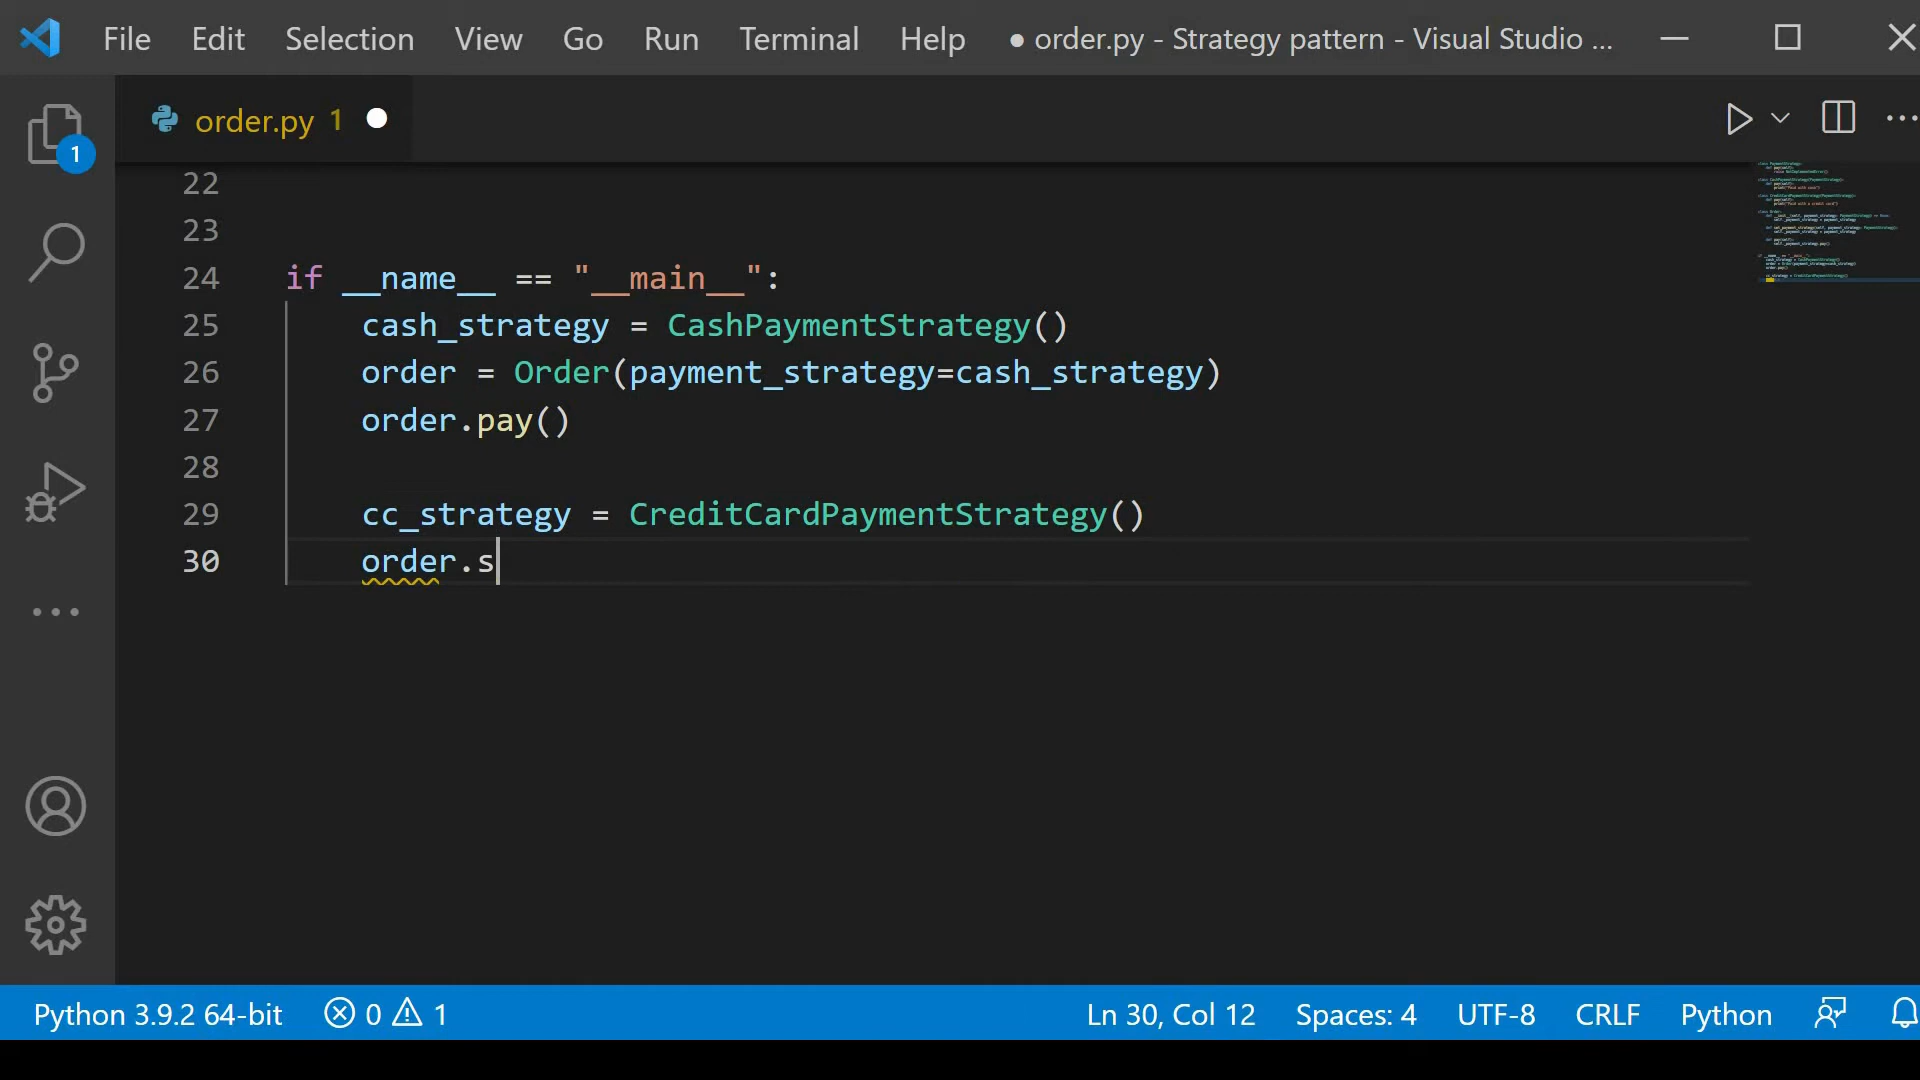 File Edit Selection View Go Run Terminal Help ● order.py - Strategy pattern - Visual Studio ...
1
order.py 1
22
23
24 if __name__ == "__main__":
25 cash_strategy = CashPaymentStrategy()
26 order = Order(payment_strategy=cash_strategy)
27 order.pay()
28
29 cc_strategy = CreditCardPaymentStrategy()
30 order.s
Python 3.9.2 64-bit 0 1 Ln 30, Col 12 Spaces: 4 UTF-8 CRLF Python